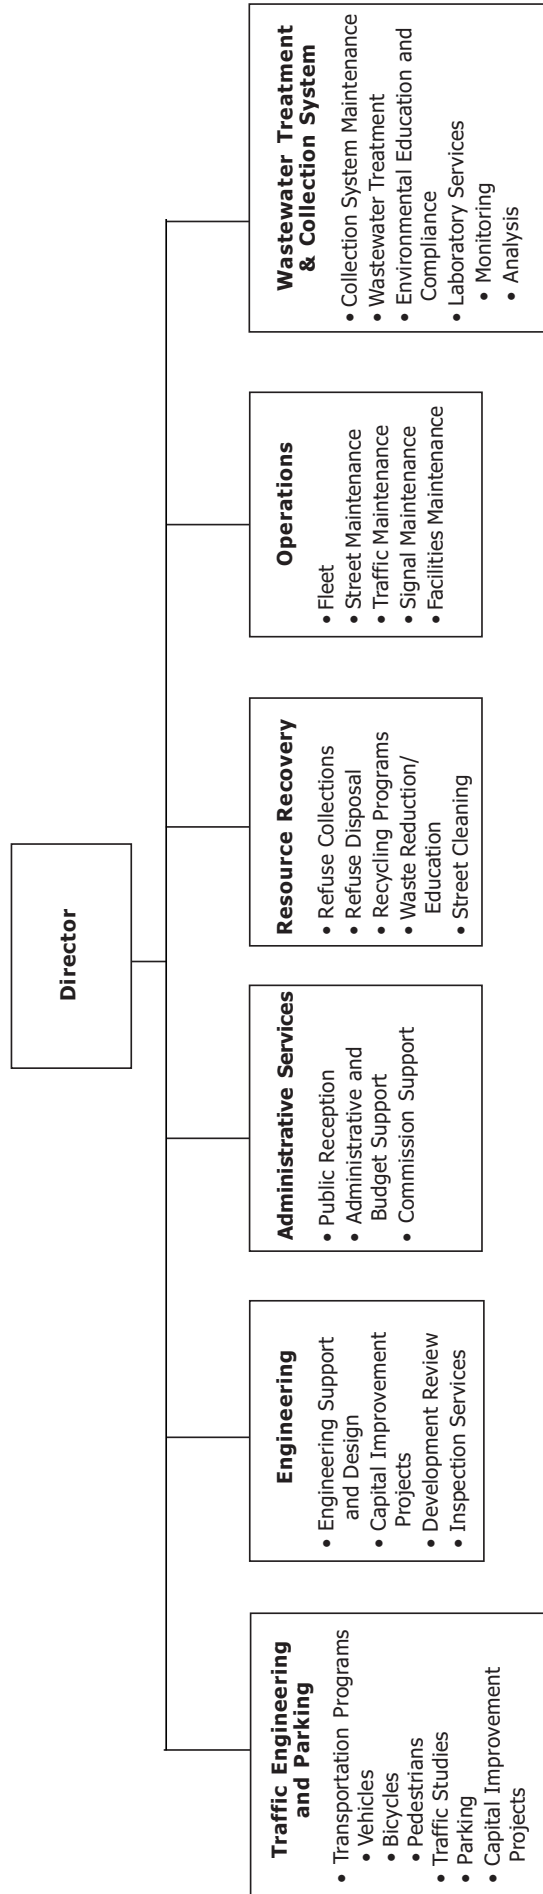 Director
Traffic Engineering
and Parking
• Transportation Programs
• Vehicles
• Bicycles
• Pedestrians
• Traffic Studies
• Parking
• Capital Improvement
Projects
Engineering
• Engineering Support
and Design
• Capital Improvement
Projects
• Development Review
• Inspection Services
Administrative Services
• Public Reception
• Administrative and
Budget Support
• Commission Support
Resource Recovery
• Refuse Collections
• Refuse Disposal
• Recycling Programs
• Waste Reduction/
Education
• Street Cleaning
Operations
• Fleet
• Street Maintenance
• Traffic Maintenance
• Signal Maintenance
• Facilities Maintenance
Wastewater Treatment
& Collection System
• Collection System Maintenance
• Wastewater Treatment
• Environmental Education and
Compliance
• Laboratory Services
• Monitoring
• Analysis